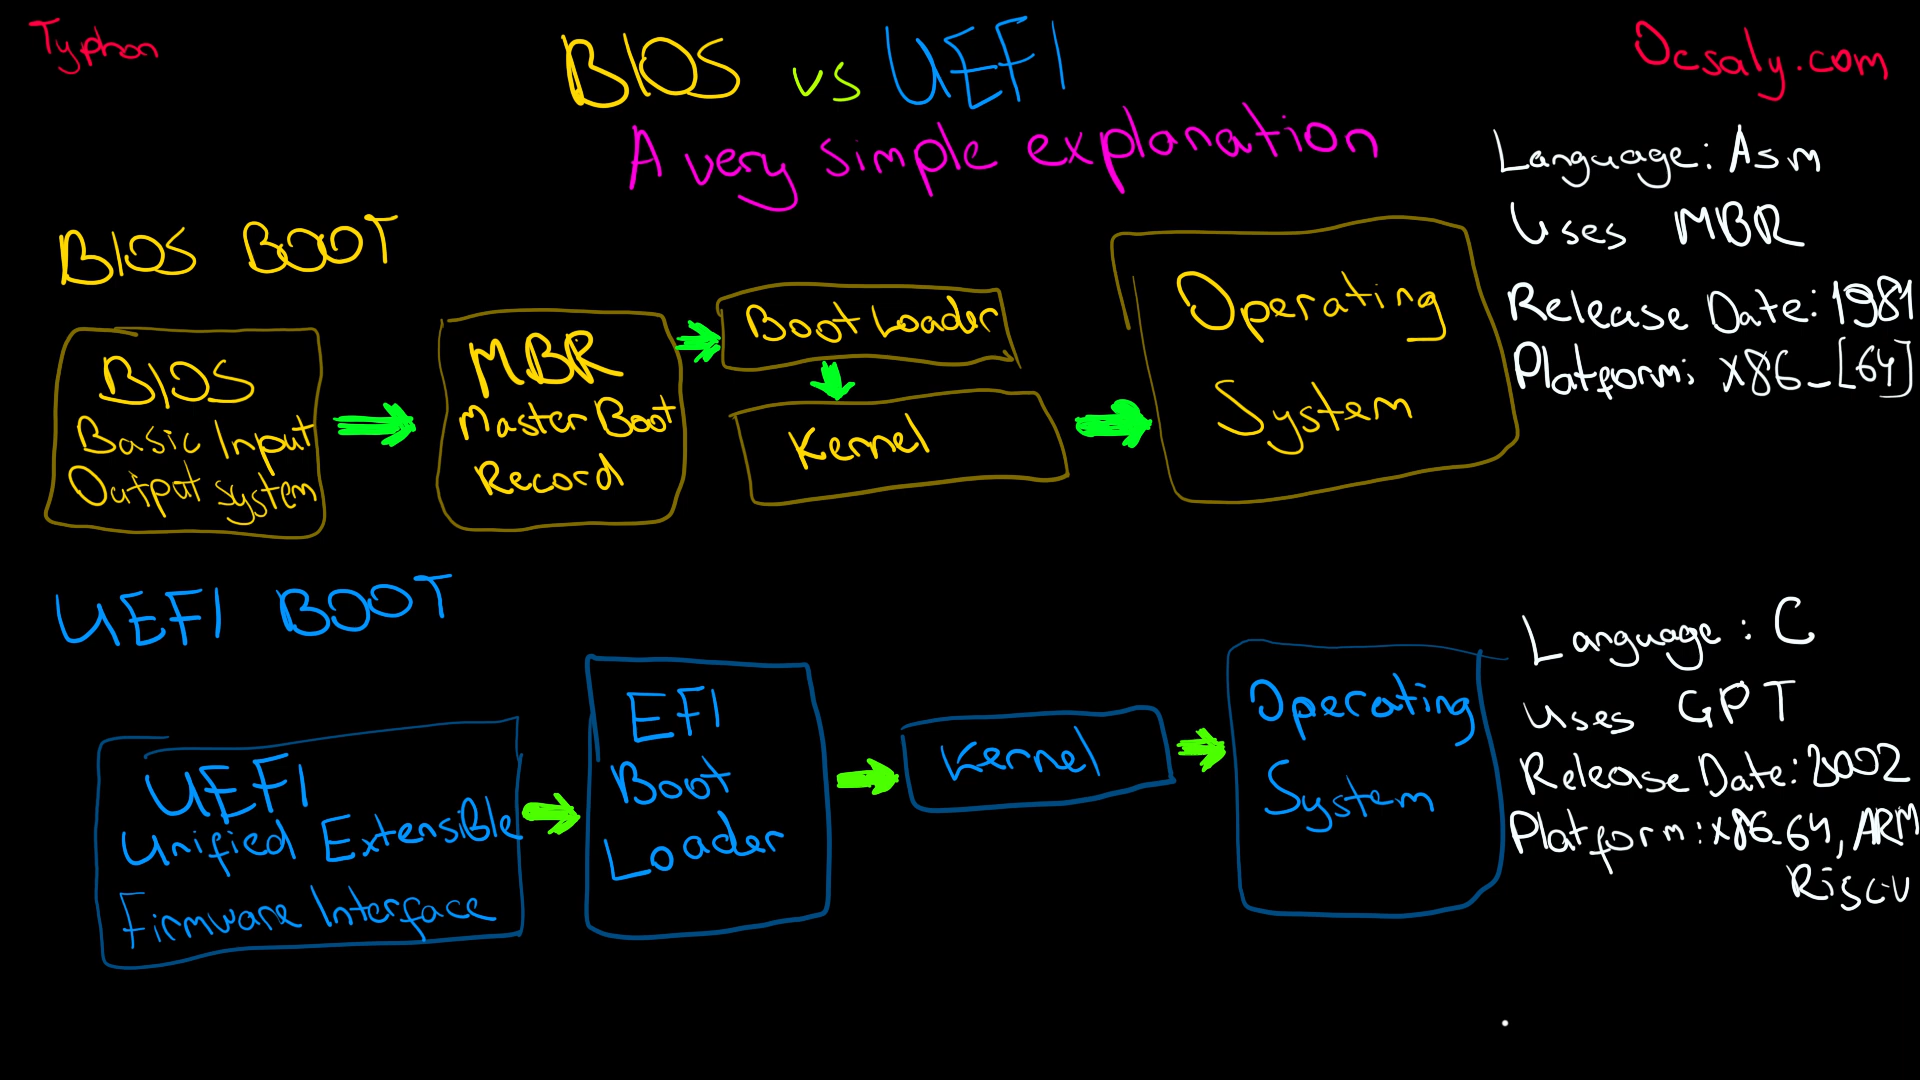 Typhon
BIOS vs UEFI
Ocsaly.com
A very simple explanation
Language: Asm
Uses MBR
Release Date: 1981
Platform: x86_[64]
BIOS BOOT
BIOS
Basic Input
Output system
MBR
Master Boot
Record
Boot Loader
Kernel
Operating
System
UEFI BOOT
UEFI
Unified Extensible
Firmware Interface
EFI
Boot
Loader
Kernel
Operating
System
Language: C
Uses GPT
Release Date: 2002
Platform: x86_64, ARM
Risc-v